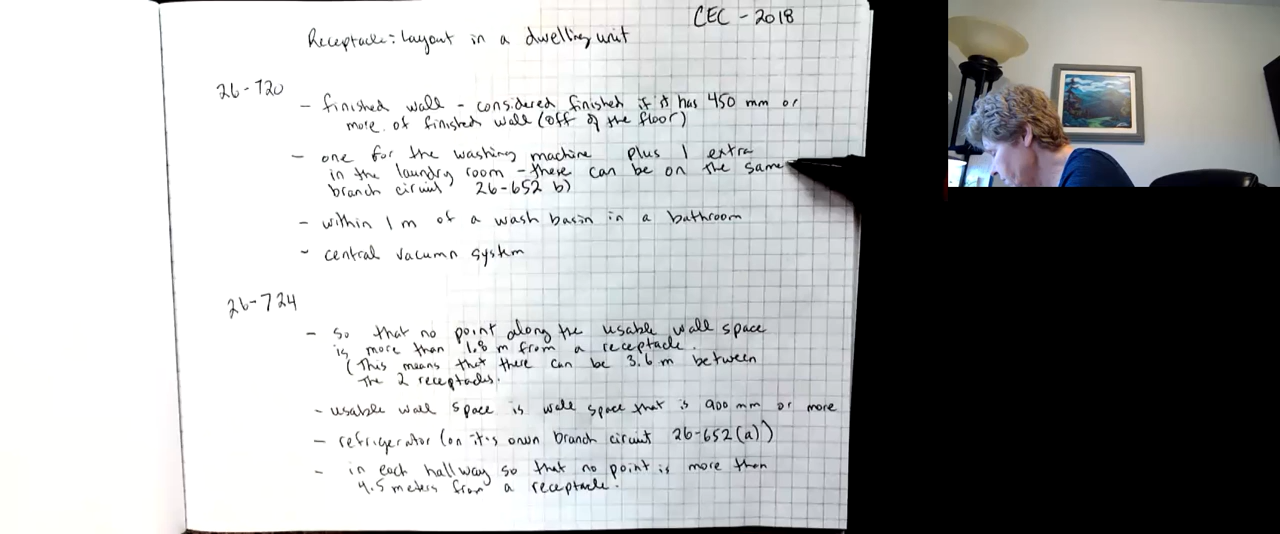 CEC - 2018
Receptacle: Layout in a dwelling unit
26-720
- finished wall - considered finished if it has 450 mm or
more of finished wall (off of the floor)
- one for the washing machine plus 1 extra
in the laundry room - these can be on the same
branch ciruit 26-652 b)
- within 1 m of a wash basin in a bathroom
- central vacumn system
26-724
- so that no point along the usable wall space
is more than 1.8 m from a receptacle.
(This means that there can be 3.6 m between
the 2 receptacles.
- usable wall space is wall space that is 900 mm or more
- refrigerator (on it's own branch circuit 26-652(a))
- in each hallway so that no point is more than
4.5 meters from a receptacle.